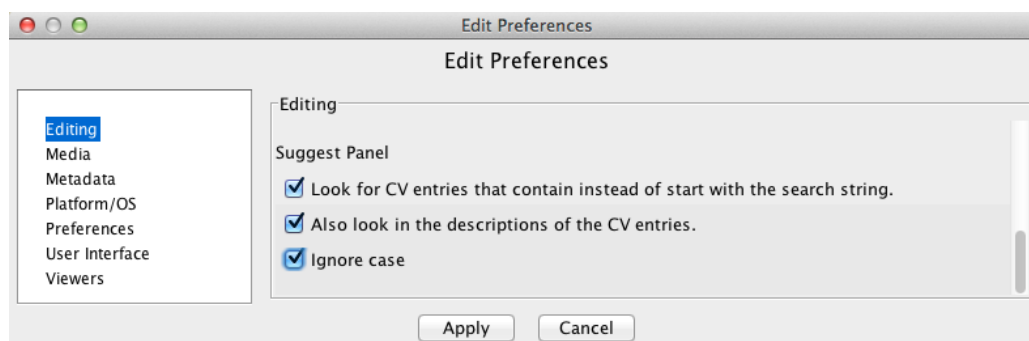 Edit Preferences
Edit Preferences
Editing
Media
Metadata
Platform/OS
Preferences
User Interface
Viewers
Editing
Suggest Panel
Look for CV entries that contain instead of start with the search string.
Also look in the descriptions of the CV entries.
Ignore case
Apply
Cancel